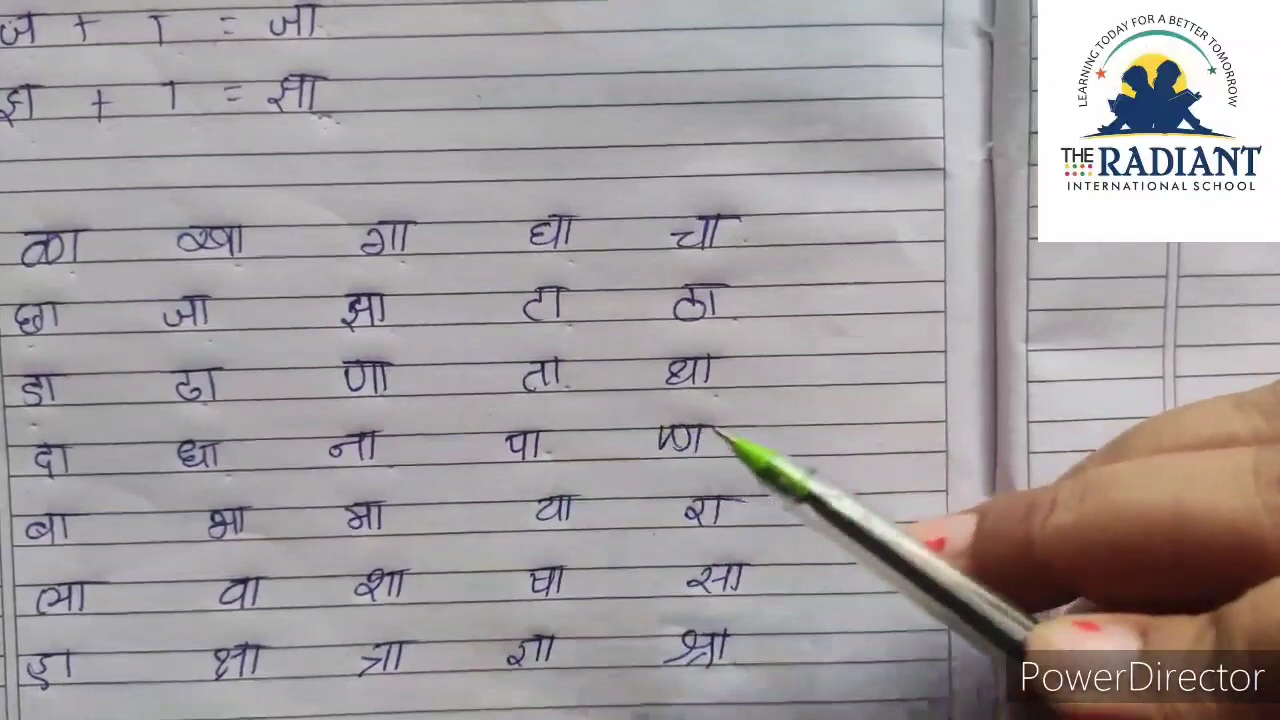 ज + ा = जा
झ + ा = झा
का खा गा घा चा
छा जा झा टा ठा
डा ढा णा ता था
दा धा ना पा फा
बा भा मा या रा
ला वा शा षा सा
हा क्षा त्रा ज्ञा श्रा
LEARNING TODAY FOR A BETTER TOMORROW
THE RADIANT
INTERNATIONAL SCHOOL
PowerDirector